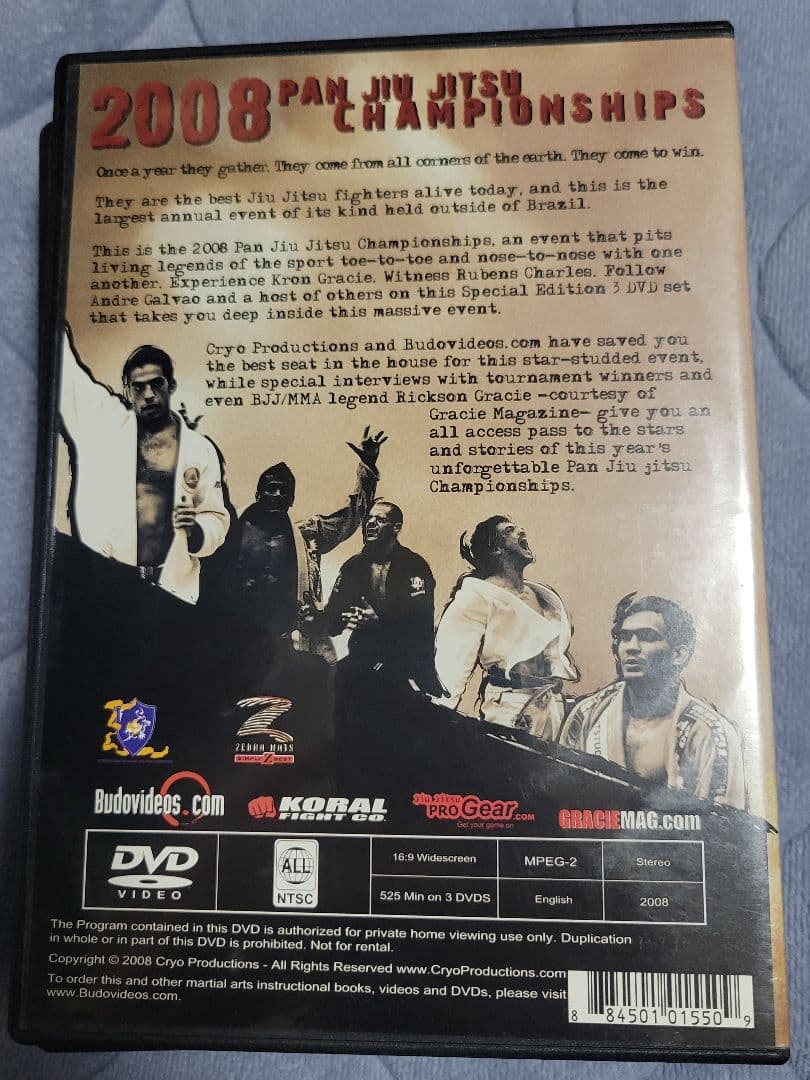 2008 PAN JIU JITSU
CHAMPIONSHIPS
Once a year they gather. They come from all corners of the earth. They come to win.
They are the best Jiu Jitsu fighters alive today, and this is the
largest annual event of its kind held outside of Brazil.
This is the 2008 Pan Jiu Jitsu Championships, an event that pits
living legends of the sport toe-to-toe and nose-to-nose with one
another. Experience Kron Gracie. Witness Rubens Charles. Follow
Andre Galvao and a host of others on this Special Edition 3 DVD set
that takes you deep inside this massive event.
Cryo Productions and Budovideos.com have saved you
the best seat in the house for this star-studded event,
while special interviews with tournament winners and
even BJJ/MMA legend Rickson Gracie -courtesy of
Gracie Magazine- give you an
all access pass to the stars
and stories of this year's
unforgettable Pan Jiu jitsu
Championships.
Z
ZEBRA MATS
SIMPLY Z BEST
Budovideos.com
KORAL
FIGHT CO.
Jiu Jitsu
PROGear.COM
Get your game on
GRACIEMAG.com
DVD
VIDEO
ALL
NTSC
16:9 Widescreen
MPEG-2
Stereo
525 Min on 3 DVDS
English
2008
The Program contained in this DVD is authorized for private home viewing use only. Duplication
in whole or in part of this DVD is prohibited. Not for rental.
Copyright © 2008 Cryo Productions - All Rights Reserved www.CryoProductions.com
To order this and other martial arts instructional books, videos and DVDs, please visit
www.Budovideos.com.
8 84501 01550 9